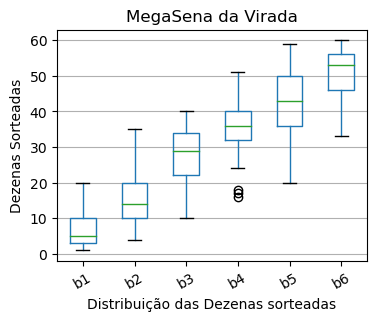 MegaSena da Virada
Dezenas Sorteadas
60
50
40
30
20
10
0
b1 b2 b3 b4 b5 b6
Distribuição das Dezenas sorteadas